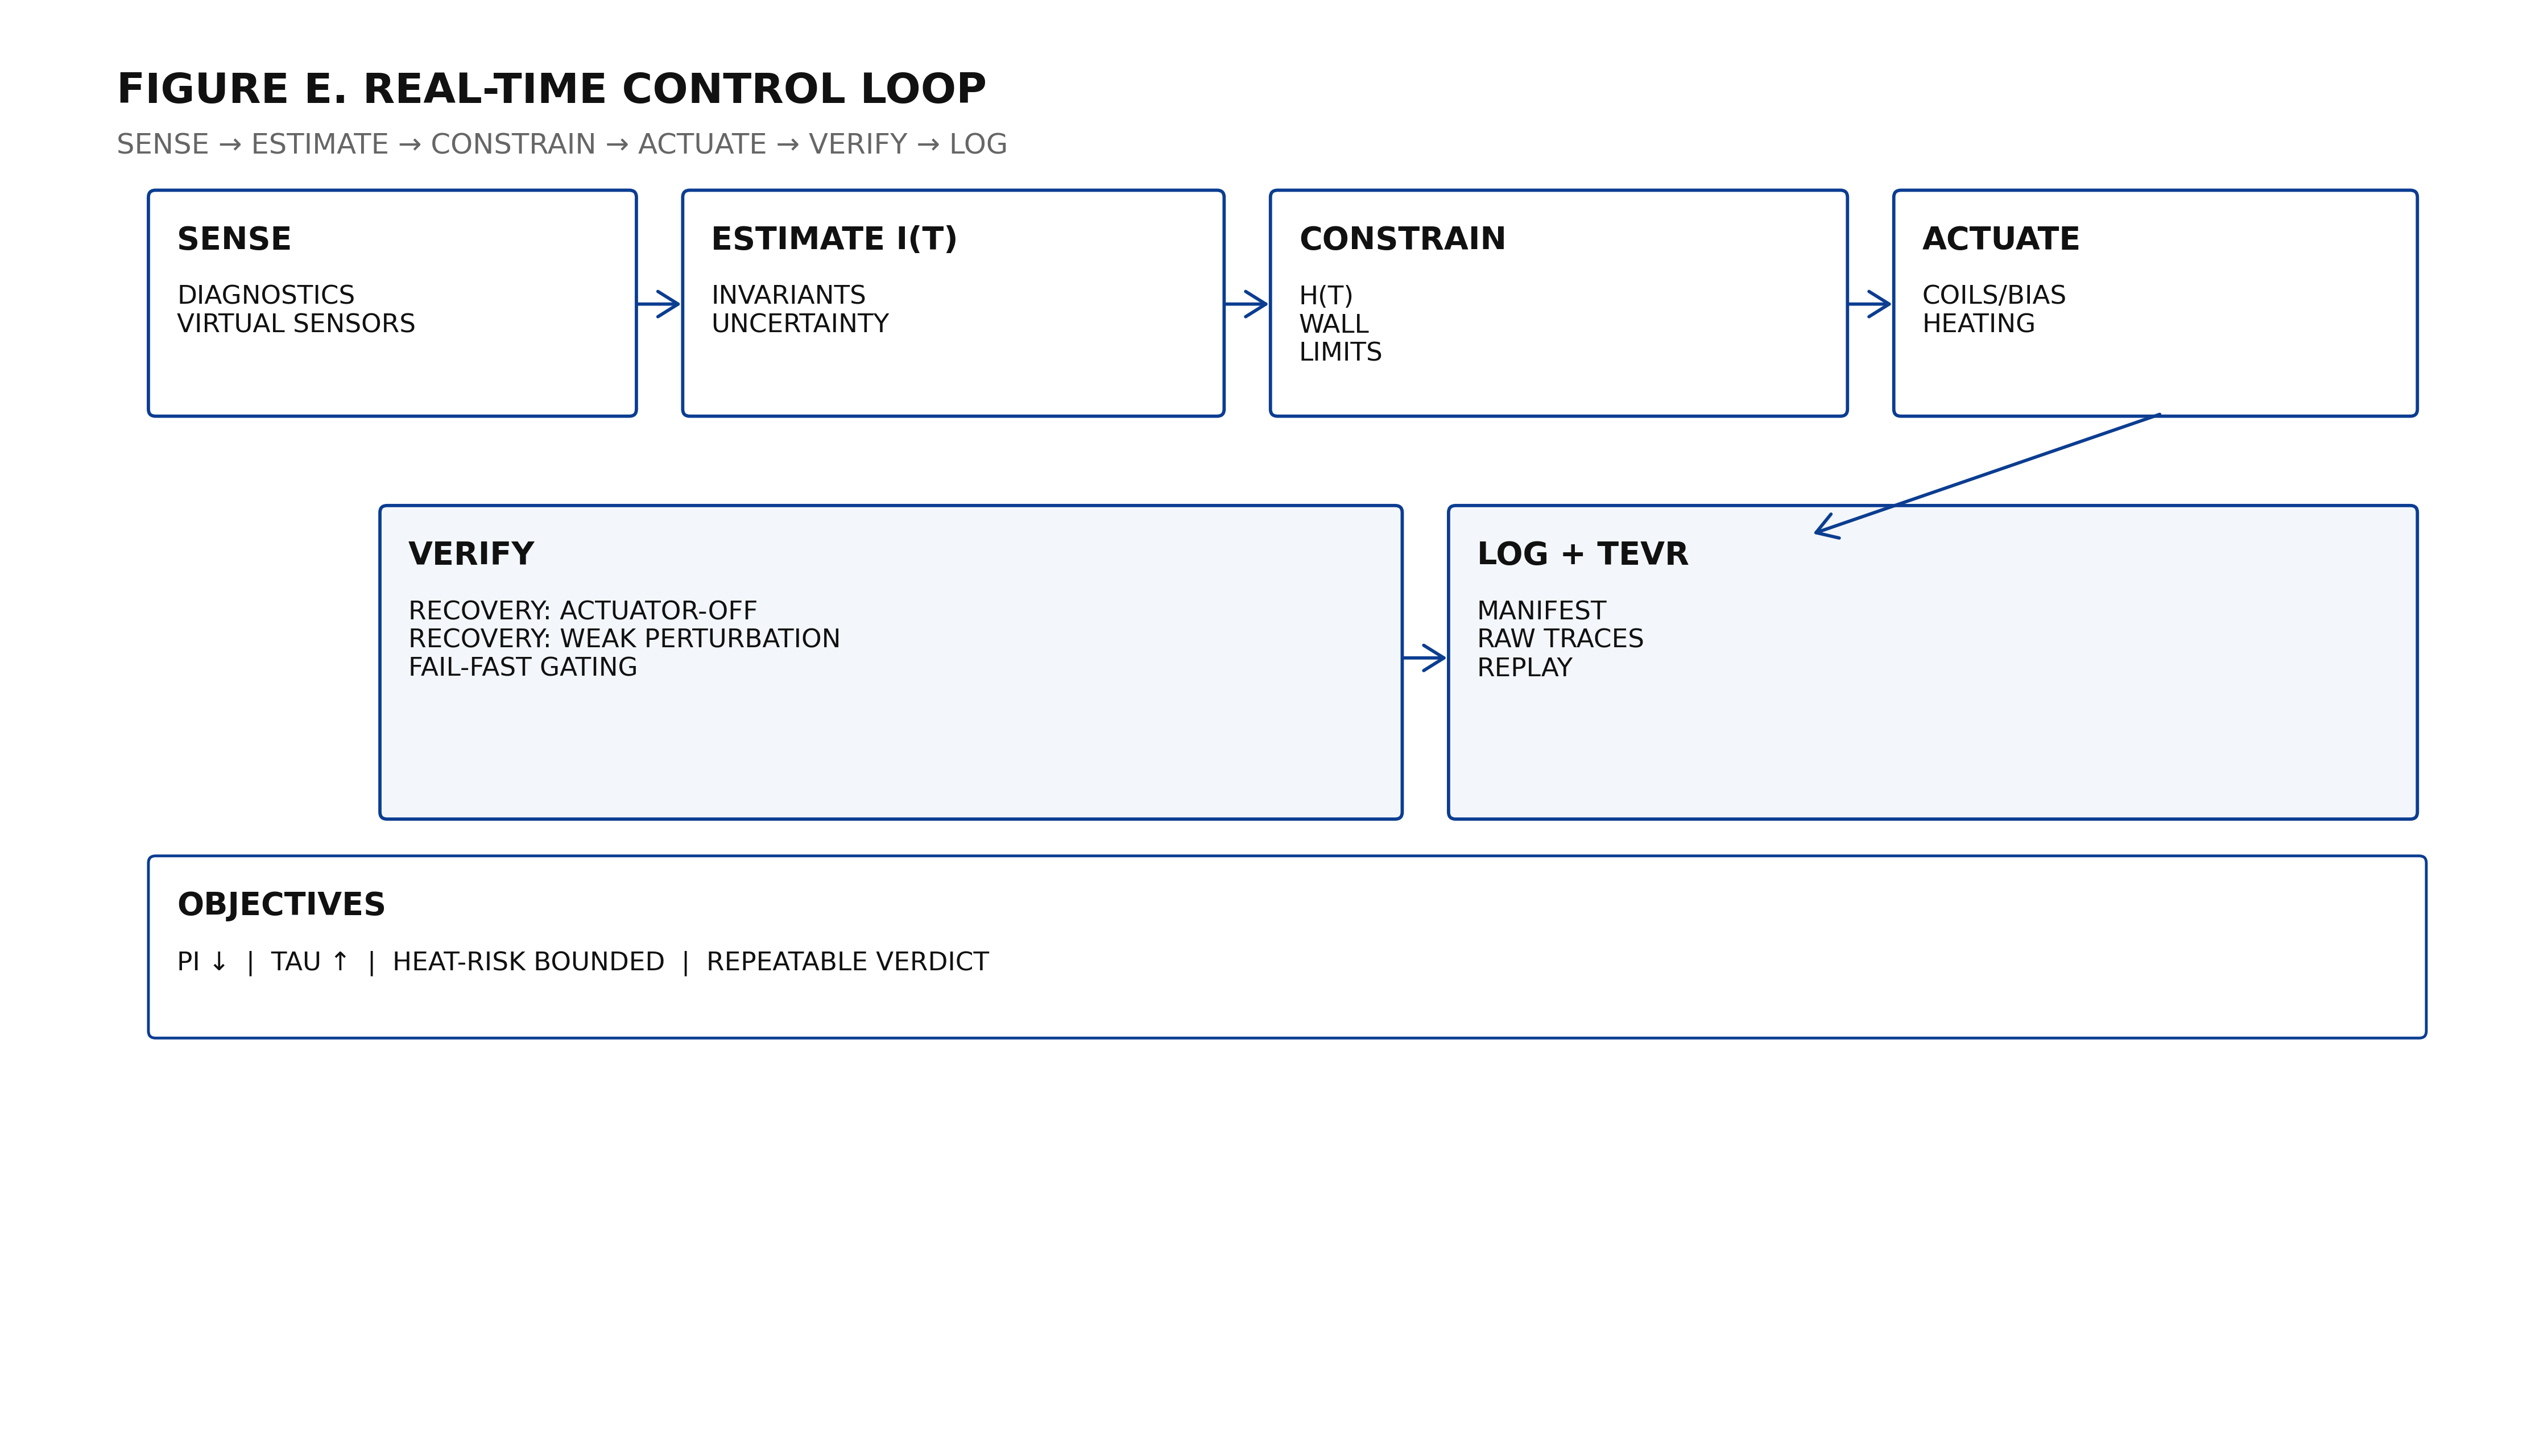 FIGURE E. REAL-TIME CONTROL LOOP
SENSE → ESTIMATE → CONSTRAIN → ACTUATE → VERIFY → LOG
SENSE
DIAGNOSTICS
VIRTUAL SENSORS
ESTIMATE I(T)
INVARIANTS
UNCERTAINTY
CONSTRAIN
H(T)
WALL
LIMITS
ACTUATE
COILS/BIAS
HEATING
VERIFY
RECOVERY: ACTUATOR-OFF
RECOVERY: WEAK PERTURBATION
FAIL-FAST GATING
LOG + TEVR
MANIFEST
RAW TRACES
REPLAY
OBJECTIVES
PI ↓ | TAU ↑ | HEAT-RISK BOUNDED | REPEATABLE VERDICT